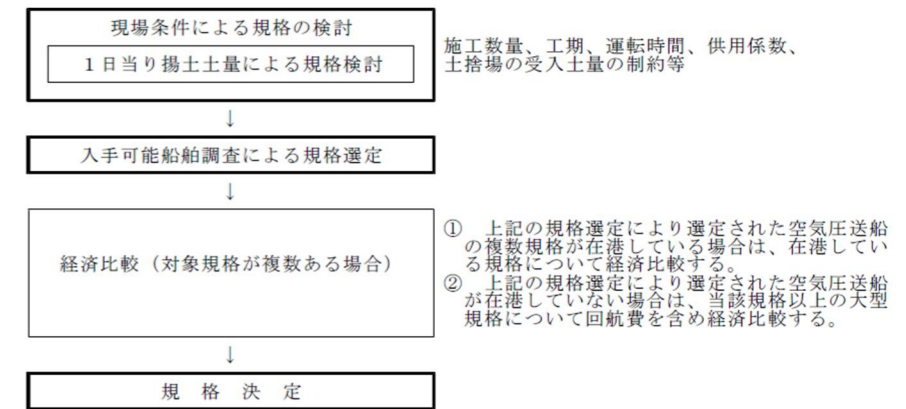 現場条件による規格の検討
１日当り揚土土量による規格検討
施工数量、工期、運転時間、供用係数、
土捨場の受入土量の制約等
↓
入手可能船舶調査による規格選定
↓
経済比較（対象規格が複数ある場合）
①　上記の規格選定により選定された空気圧送船
の複数規格が在港している場合は、在港してい
る規格について経済比較する。
②　上記の規格選定により選定された空気圧送船
が在港していない場合は、当該規格以上の大型
規格について回航費を含め経済比較する。
↓
規　格　決　定